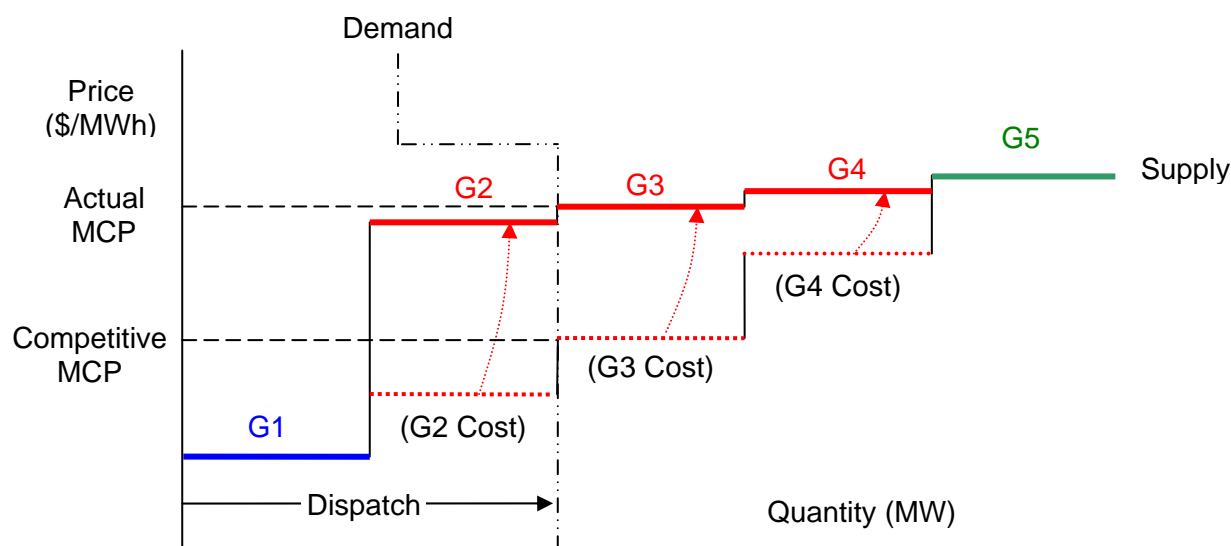 Demand
Price
($/MWh)
G5
G2
G3
G4
Supply
Actual
MCP
(G4 Cost)
Competitive
MCP
(G3 Cost)
G1
(G2 Cost)
Dispatch
Quantity (MW)